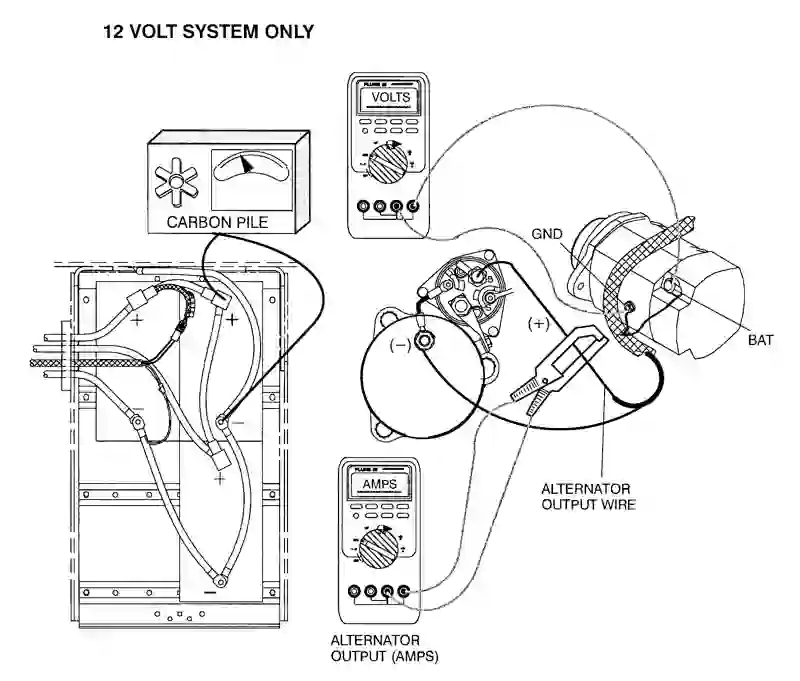 12 VOLT SYSTEM ONLY
VOLTS
CARBON PILE
GND
+
+
(+)
(−)
BAT
−
−
+
AMPS
ALTERNATOR
OUTPUT WIRE
−
ALTERNATOR
OUTPUT (AMPS)